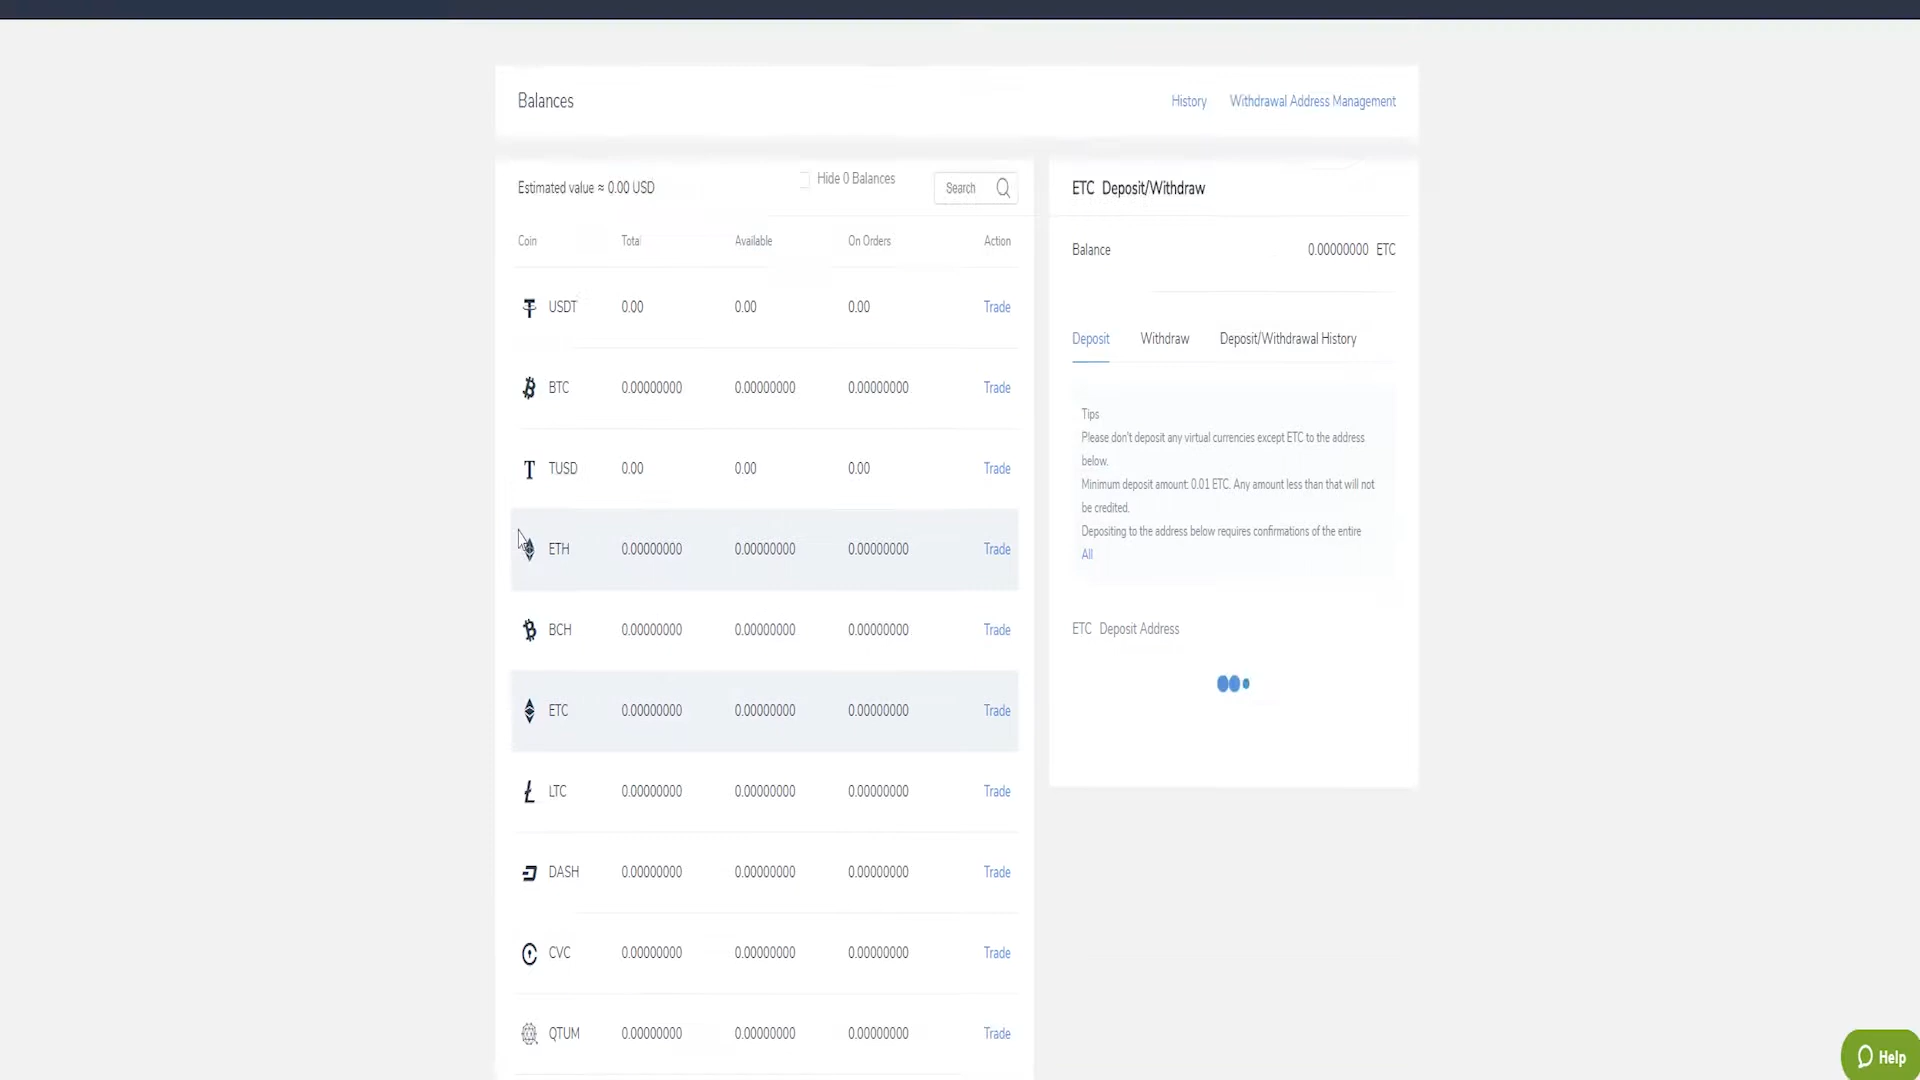 Balances
History Withdrawal Address Management
Estimated value ≈ 0.00 USD
Hide 0 Balances
Search
Coin Total Available On Orders Action
USDT 0.00 0.00 0.00 Trade
BTC 0.00000000 0.00000000 0.00000000 Trade
TUSD 0.00 0.00 0.00 Trade
ETH 0.00000000 0.00000000 0.00000000 Trade
BCH 0.00000000 0.00000000 0.00000000 Trade
ETC 0.00000000 0.00000000 0.00000000 Trade
LTC 0.00000000 0.00000000 0.00000000 Trade
DASH 0.00000000 0.00000000 0.00000000 Trade
CVC 0.00000000 0.00000000 0.00000000 Trade
QTUM 0.00000000 0.00000000 0.00000000 Trade
ETC Deposit/Withdraw
Balance 0.00000000 ETC
Deposit Withdraw Deposit/Withdrawal History
Tips
Please don't deposit any virtual currencies except ETC to the address
below.
Minimum deposit amount: 0.01 ETC. Any amount less than that will not
be credited.
Depositing to the address below requires confirmations of the entire
All
ETC Deposit Address
Help